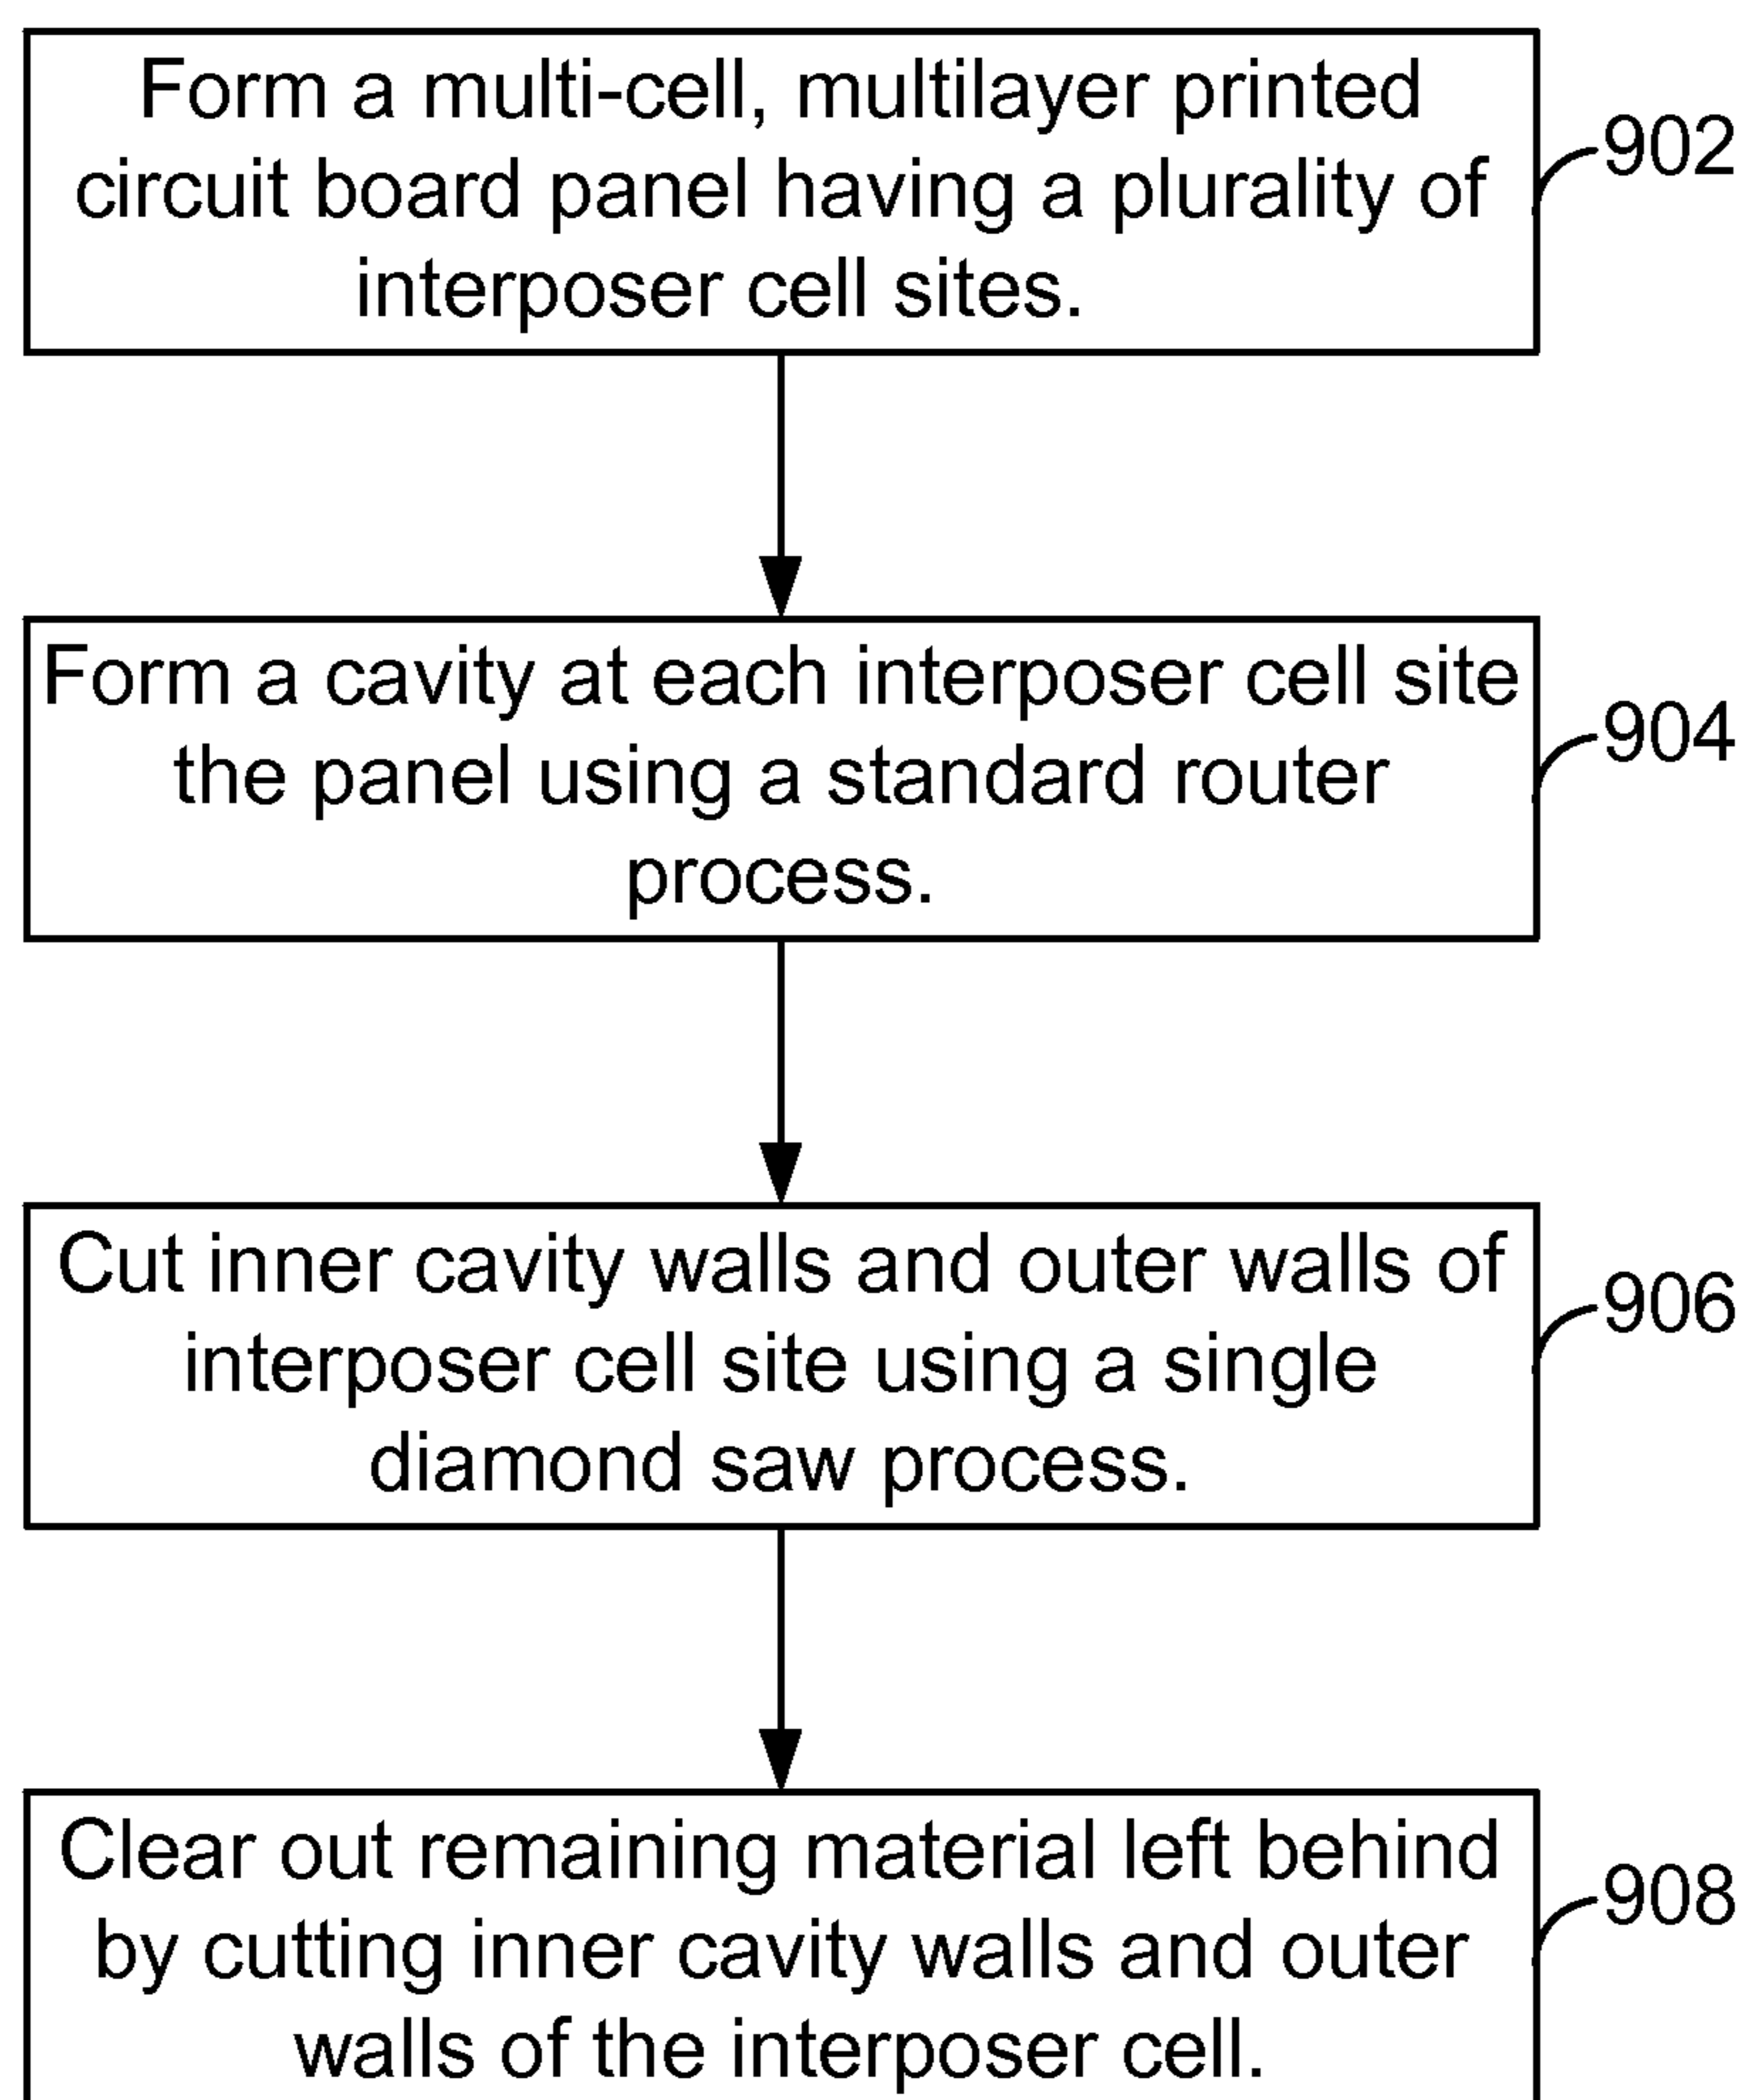 Form a multi-cell, multilayer printed
circuit board panel having a plurality of
interposer cell sites.
902
Form a cavity at each interposer cell site
the panel using a standard router
process.
904
Cut inner cavity walls and outer walls of
interposer cell site using a single
diamond saw process.
906
Clear out remaining material left behind
by cutting inner cavity walls and outer
walls of the interposer cell.
908